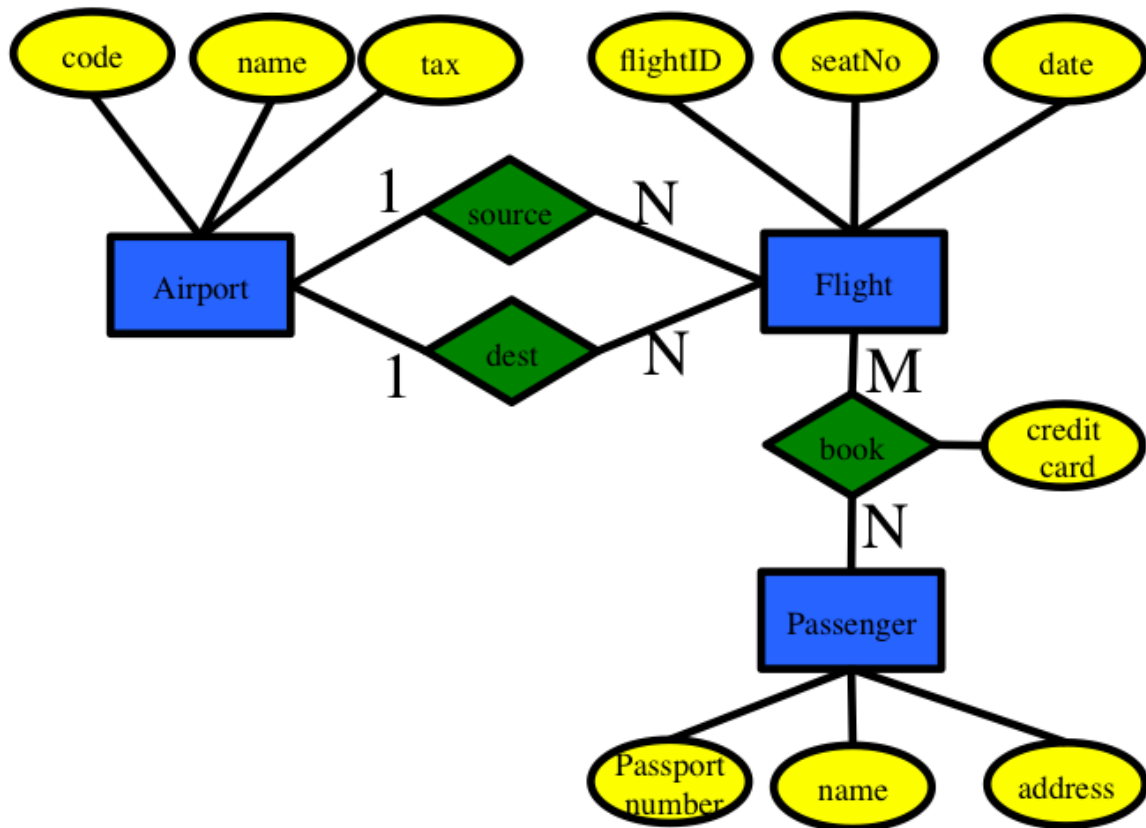 code
name
tax
flightID
seatNo
date
1
source
N
Airport
Flight
1
dest
N
M
book
credit
card
N
Passenger
Passport
number
name
address